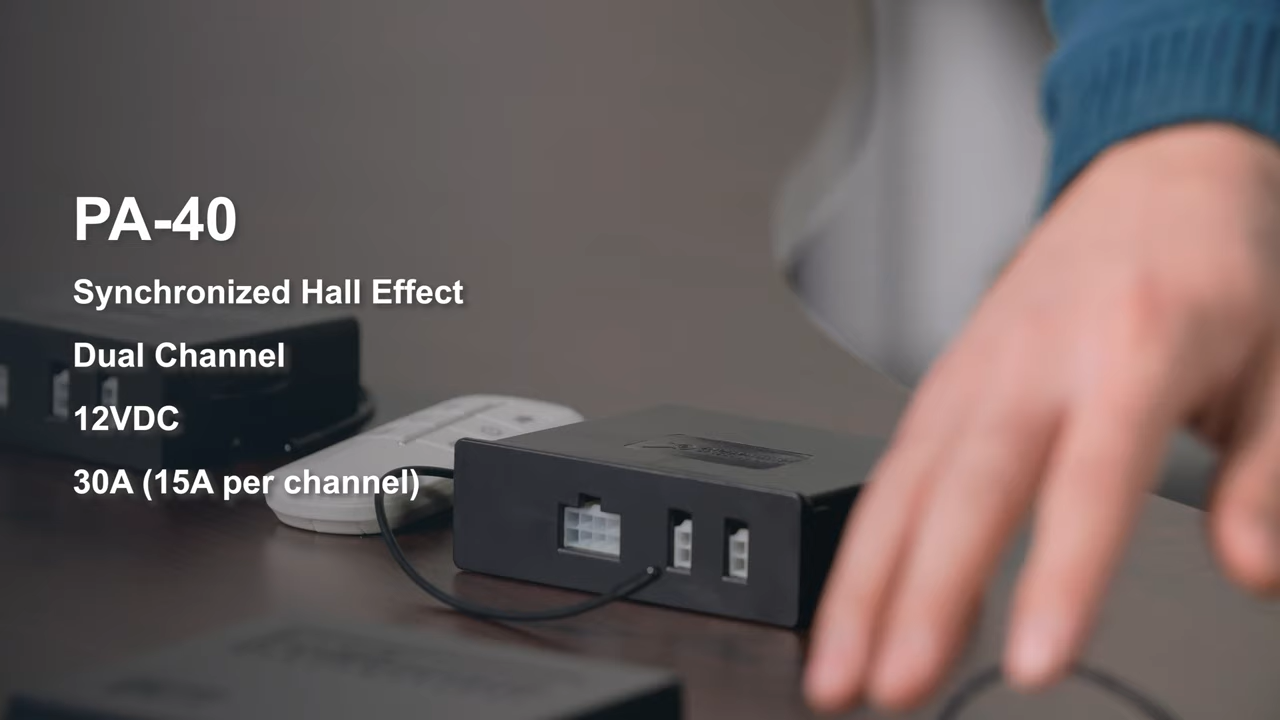 PA-40
Synchronized Hall Effect
Dual Channel
12VDC
30A (15A per channel)